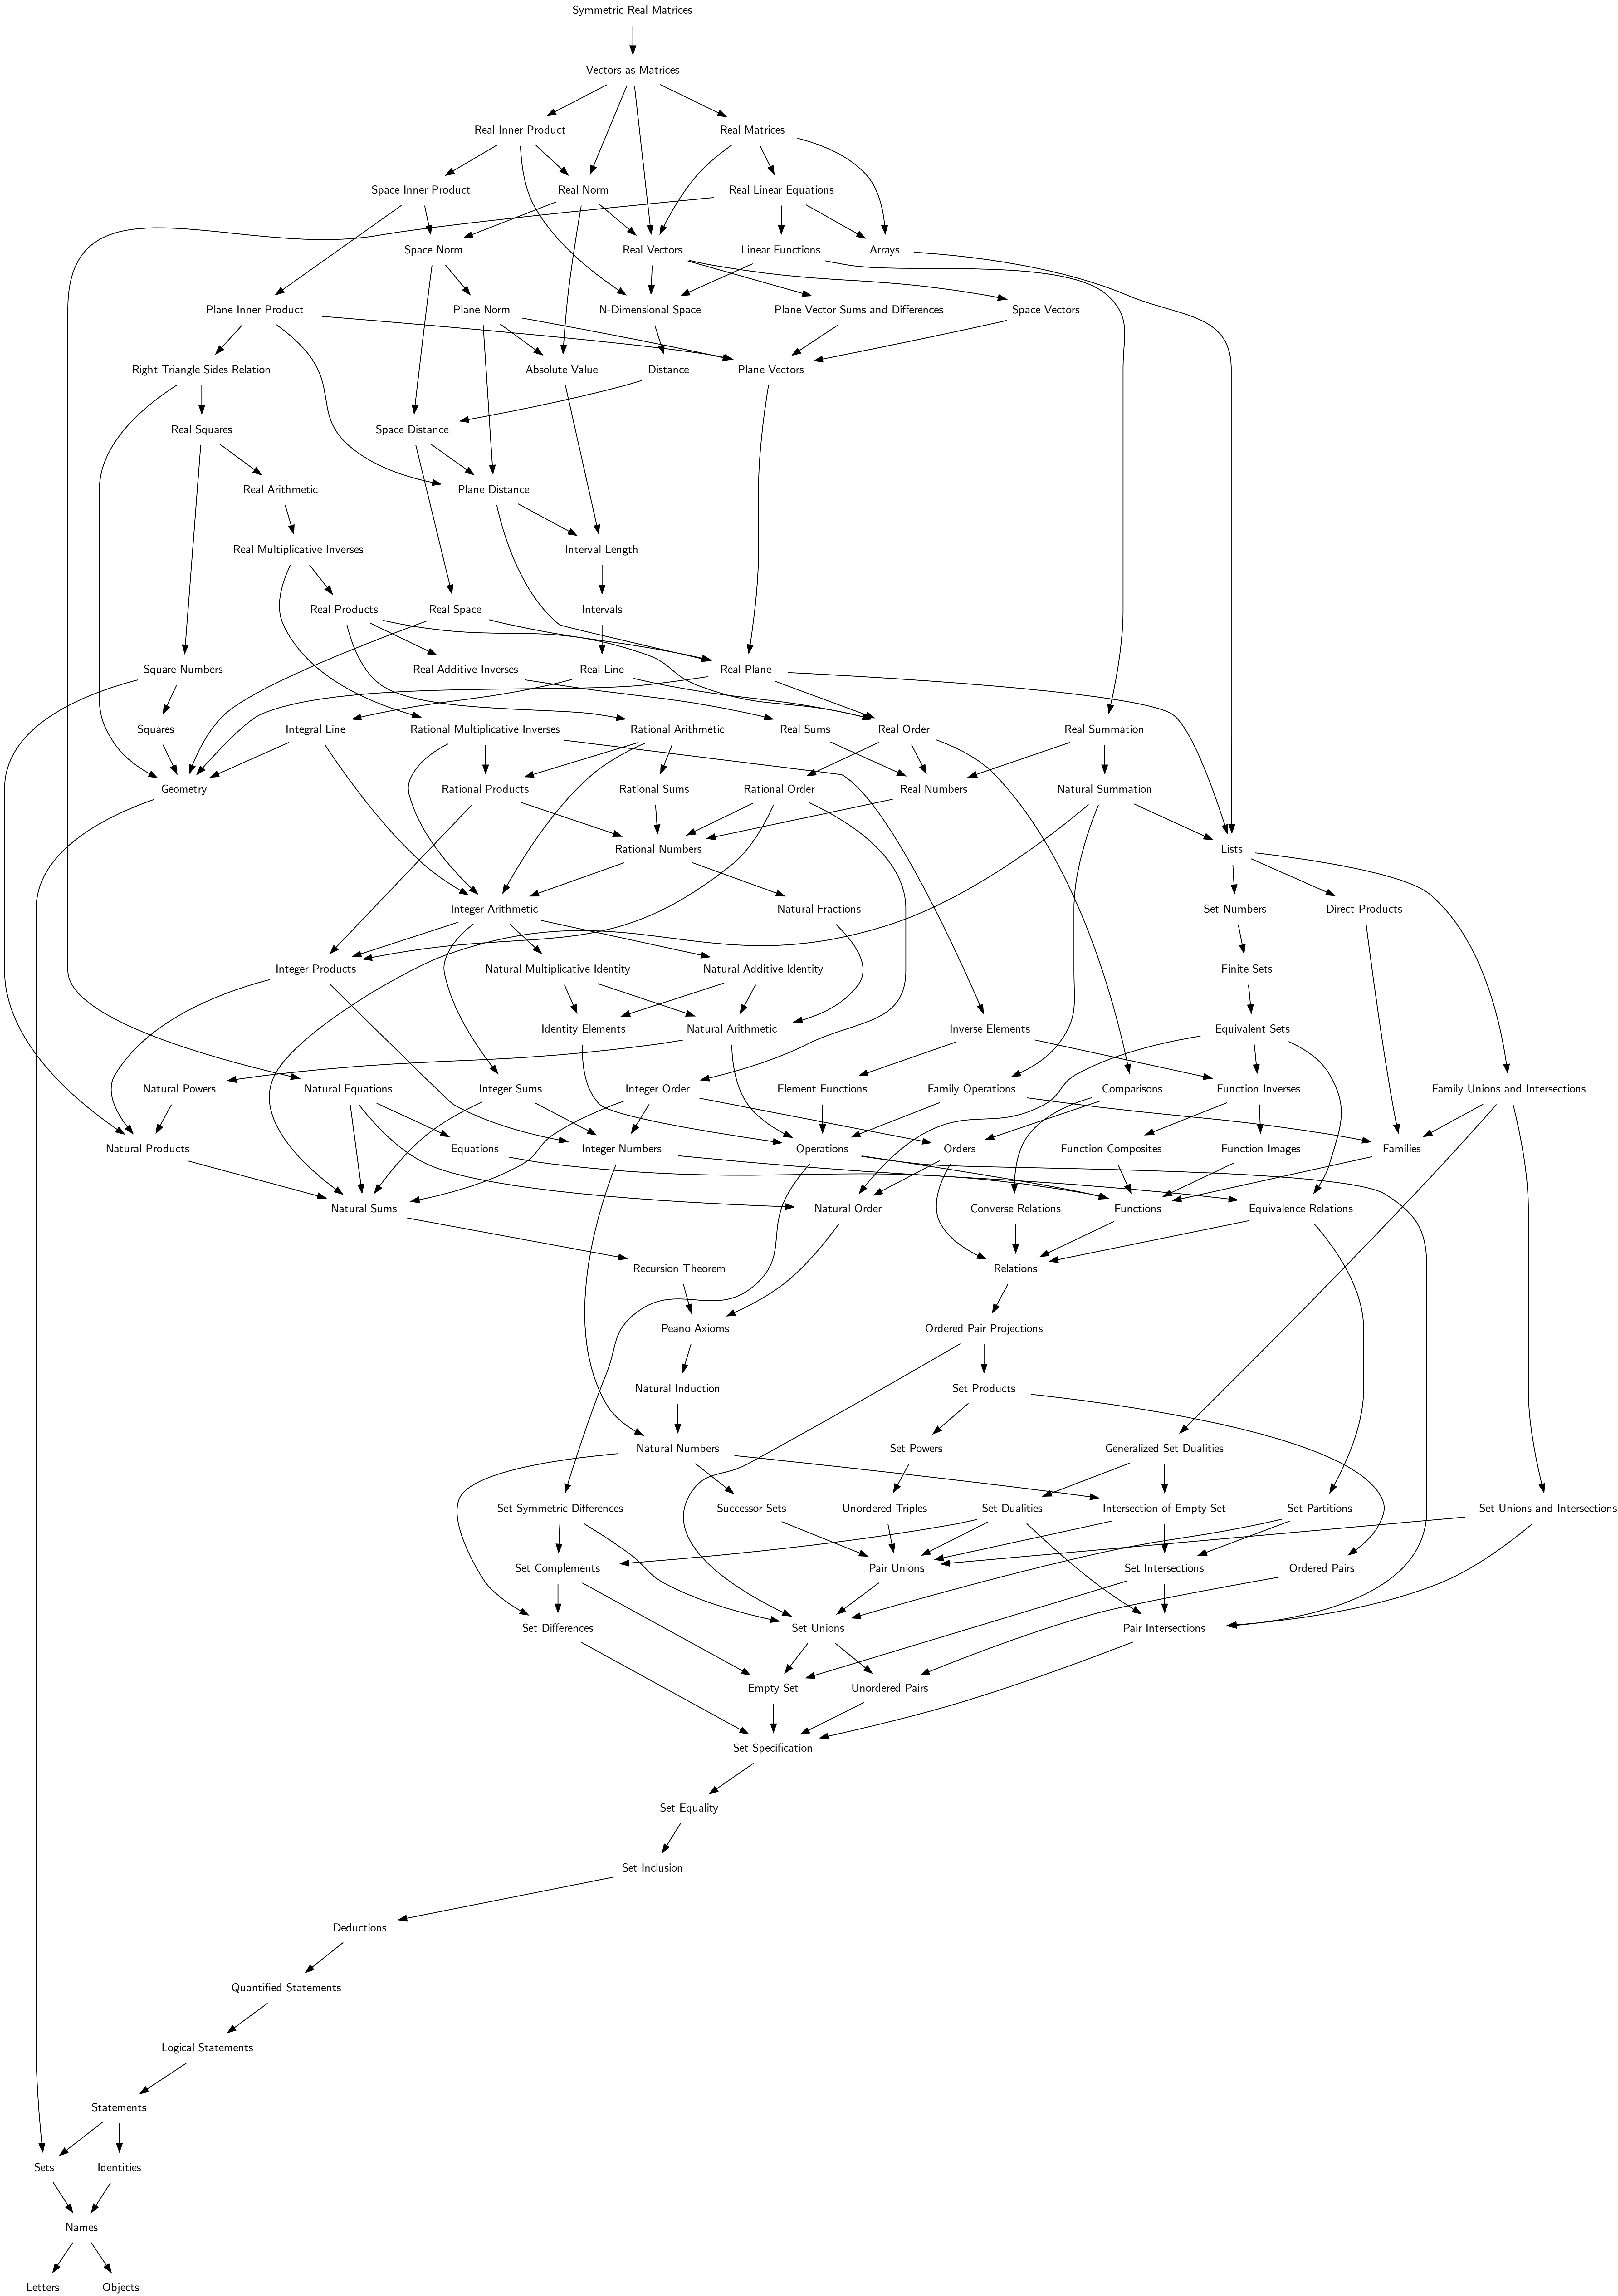 Symmetric Real Matrices
Vectors as Matrices
Real Inner Product
Real Matrices
Space Inner Product
Real Norm
Real Linear Equations
Space Norm
Real Vectors
Linear Functions
Arrays
Plane Inner Product
Plane Norm
N-Dimensional Space
Plane Vector Sums and Differences
Space Vectors
Right Triangle Sides Relation
Absolute Value
Distance
Plane Vectors
Real Squares
Space Distance
Real Arithmetic
Plane Distance
Real Multiplicative Inverses
Interval Length
Real Products
Real Space
Intervals
Square Numbers
Real Additive Inverses
Real Line
Real Plane
Squares
Integral Line
Rational Multiplicative Inverses
Rational Arithmetic
Real Sums
Real Order
Real Summation
Geometry
Rational Products
Rational Sums
Rational Order
Real Numbers
Natural Summation
Rational Numbers
Lists
Integer Arithmetic
Natural Fractions
Set Numbers
Direct Products
Integer Products
Natural Multiplicative Identity
Natural Additive Identity
Finite Sets
Identity Elements
Natural Arithmetic
Inverse Elements
Equivalent Sets
Natural Powers
Natural Equations
Integer Sums
Integer Order
Element Functions
Family Operations
Comparisons
Function Inverses
Family Unions and Intersections
Natural Products
Equations
Integer Numbers
Operations
Orders
Function Composites
Function Images
Families
Natural Sums
Natural Order
Converse Relations
Functions
Equivalence Relations
Recursion Theorem
Relations
Peano Axioms
Ordered Pair Projections
Natural Induction
Set Products
Natural Numbers
Set Powers
Generalized Set Dualities
Set Symmetric Differences
Successor Sets
Unordered Triples
Set Dualities
Intersection of Empty Set
Set Partitions
Set Unions and Intersections
Set Complements
Pair Unions
Set Intersections
Ordered Pairs
Set Differences
Set Unions
Pair Intersections
Empty Set
Unordered Pairs
Set Specification
Set Equality
Set Inclusion
Deductions
Quantified Statements
Logical Statements
Statements
Sets
Identities
Names
Letters
Objects